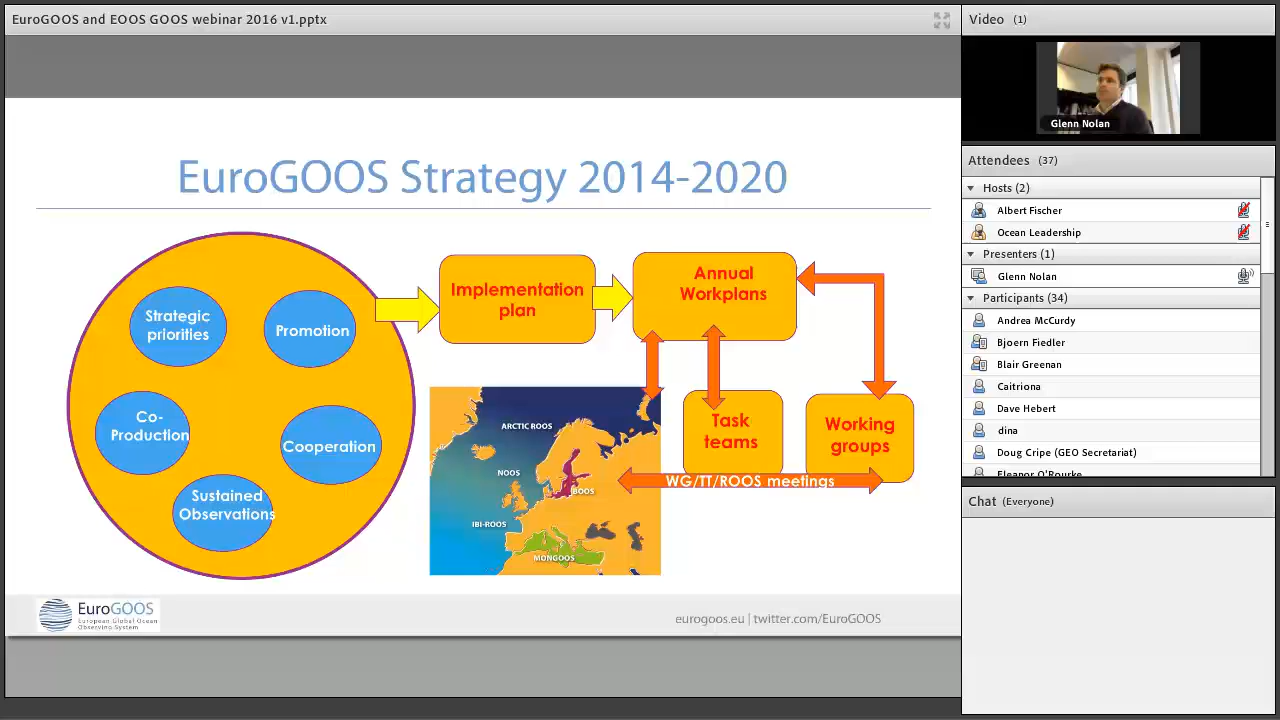 EuroGOOS and EOOS GOOS webinar 2016 v1.pptx
EuroGOOS Strategy 2014-2020
Strategic
priorities
Promotion
Co-
Production
Cooperation
Sustained
Observations
Implementation
plan
Annual
Workplans
ARCTIC ROOS
NOOS
BOOS
IBI-ROOS
MONGOOS
Task
teams
Working
groups
WG/TT/ROOS meetings
EuroGOOS
European Global Ocean
Observing System
eurogoos.eu | twitter.com/EuroGOOS
Video (1)
Glenn Nolan
Attendees (37)
Hosts (2)
Albert Fischer
Ocean Leadership
Presenters (1)
Glenn Nolan
Participants (34)
Andrea McCurdy
Bjoern Fiedler
Blair Greenan
Caitriona
Dave Hebert
dina
Doug Cripe (GEO Secretariat)
Eleanor O'Rourke
Chat (Everyone)